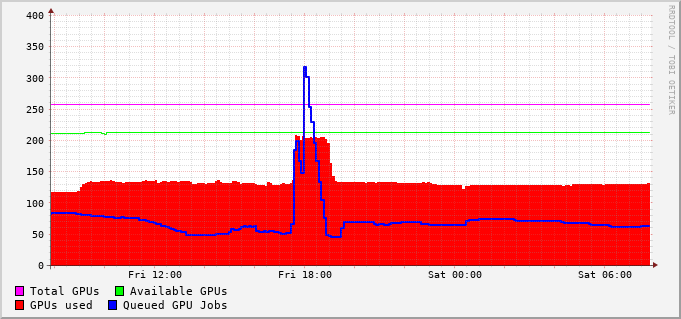 400
350
300
250
200
150
100
50
0
Fri 12:00 Fri 18:00 Sat 00:00 Sat 06:00
Total GPUs Available GPUs
GPUs used Queued GPU Jobs
RRDTOOL / TOBI OETIKER